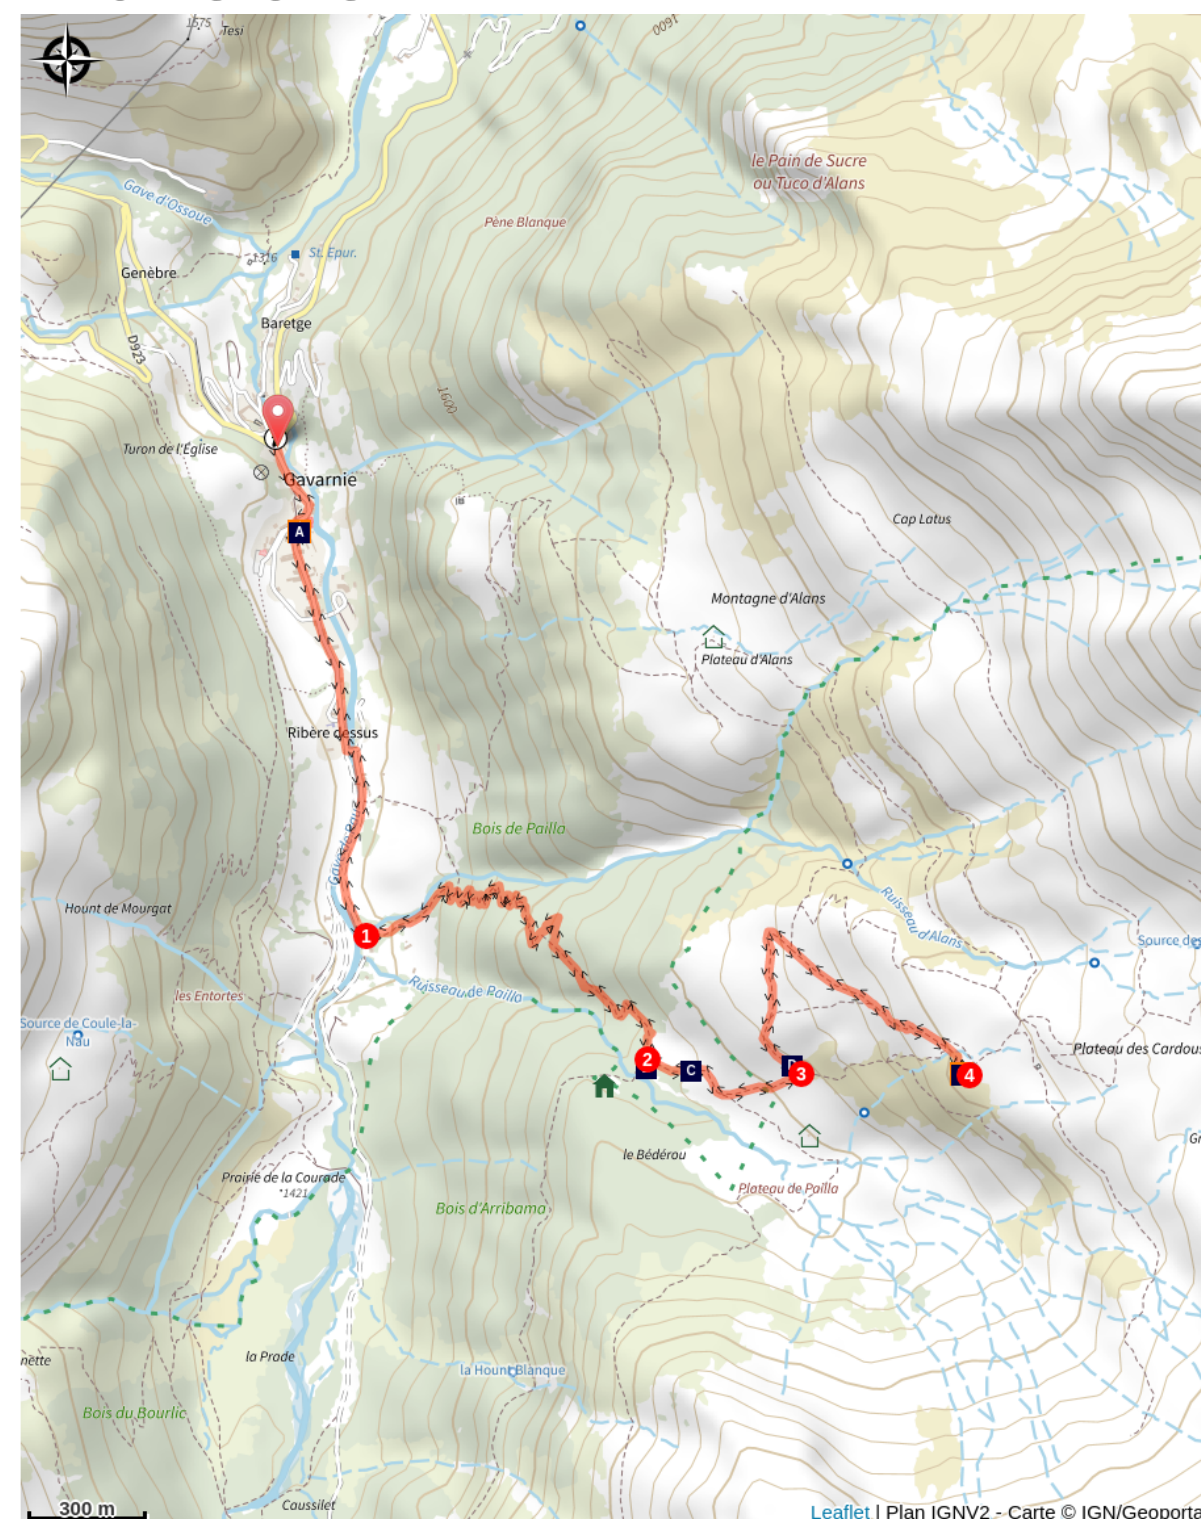 1575
Tesi
1600
le Pain de Sucre
ou Tuco d'Alans
Gave d'Ossoue
Pène Blanque
1316
St. Epur.
Genèbre
Baretge
D923
1600
Turon de l'Église
Gavarnie
A
Cap Latus
Montagne d'Alans
Plateau d'Alans
Ribère dessus
Bois de Pailla
Gave de Pau
Hount de Mourgat
Ruisseau d'Alans
1
Source des
les Entortes
Ruisseau de Pailla
Source de Coule-la-
Nau
Plateau des Cardous
2
C
D
3
4
le Bédérou
Prairie de la Courade
1421
Plateau de Pailla
Bois d'Arribama
la Prade
nette
la Hount Blanque
Bois du Bourlic
Caussilet
300 m
Leaflet | Plan IGNV2 - Carte © IGN/Geoporta